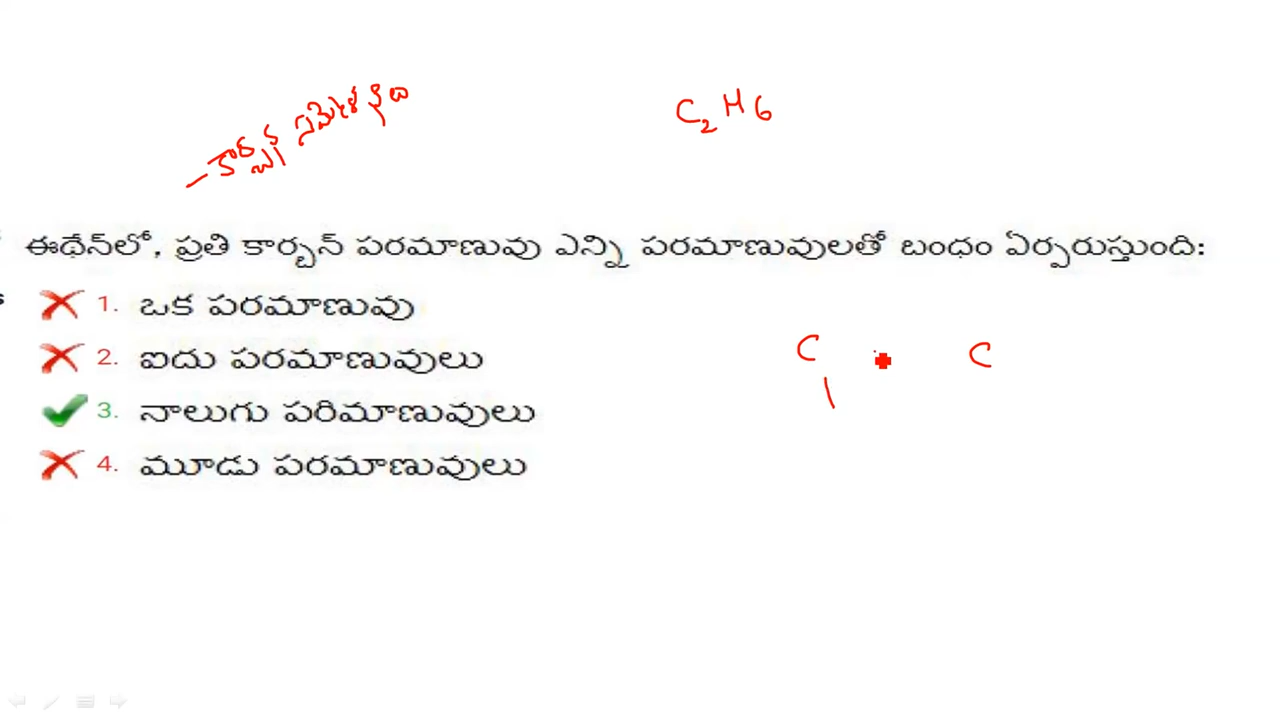 C2H6
-కార్బన్
ఈథేన్‌లో, ప్రతి కార్బన్ పరమాణువు ఎన్ని పరమాణువులతో బంధం ఏర్పరుస్తుంది:
1. ఒక పరమాణువు
2. ఐదు పరమాణువులు
3. నాలుగు పరిమాణువులు
4. మూడు పరమాణువులు
C C